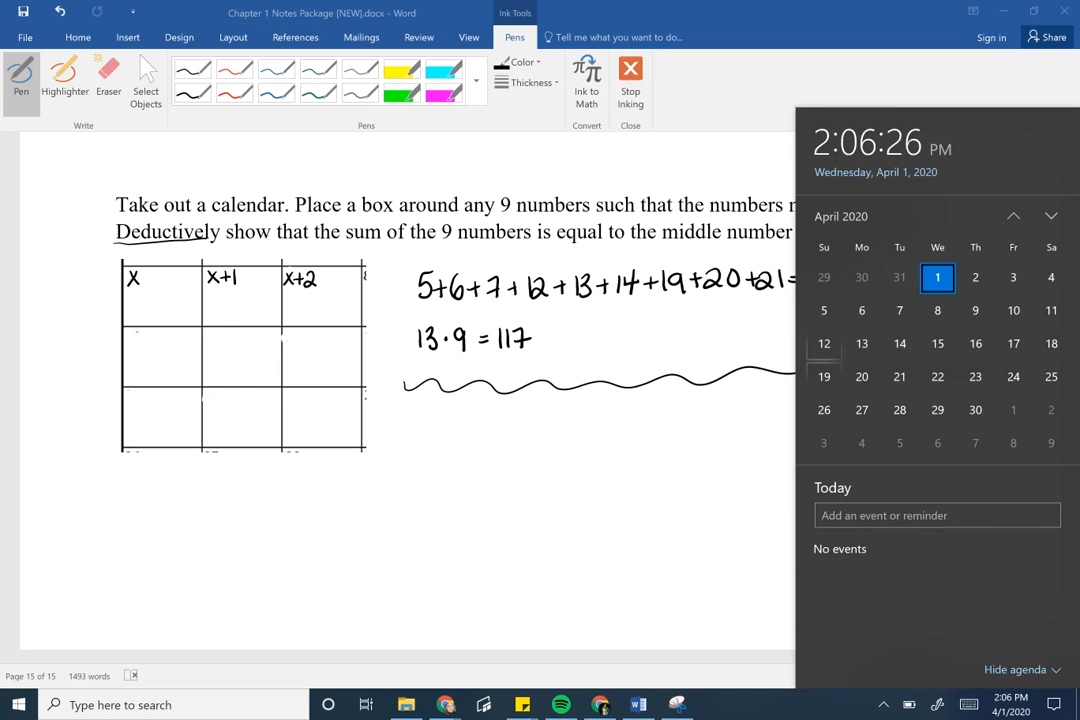 Chapter 1 Notes Package [NEW].docx - Word
Ink Tools
File Home Insert Design Layout References Mailings Review View Pens Tell me what you want to do... Sign in Share
Pen Highlighter Eraser Select Objects
Color
Thickness
Ink to Math
Stop Inking
Write Pens Convert Close
2:06:26 PM
Wednesday, April 1, 2020
April 2020
Su Mo Tu We Th Fr Sa
29 30 31 1 2 3 4
5 6 7 8 9 10 11
12 13 14 15 16 17 18
19 20 21 22 23 24 25
26 27 28 29 30 1 2
3 4 5 6 7 8 9
Today
Add an event or reminder
No events
Hide agenda
Take out a calendar. Place a box around any 9 numbers such that the numbers
Deductively show that the sum of the 9 numbers is equal to the middle number
x x+1 x+2
5+6+7+12+13+14+19+20+21=
13·9=117
Page 15 of 15 1493 words
Type here to search
2:06 PM
4/1/2020